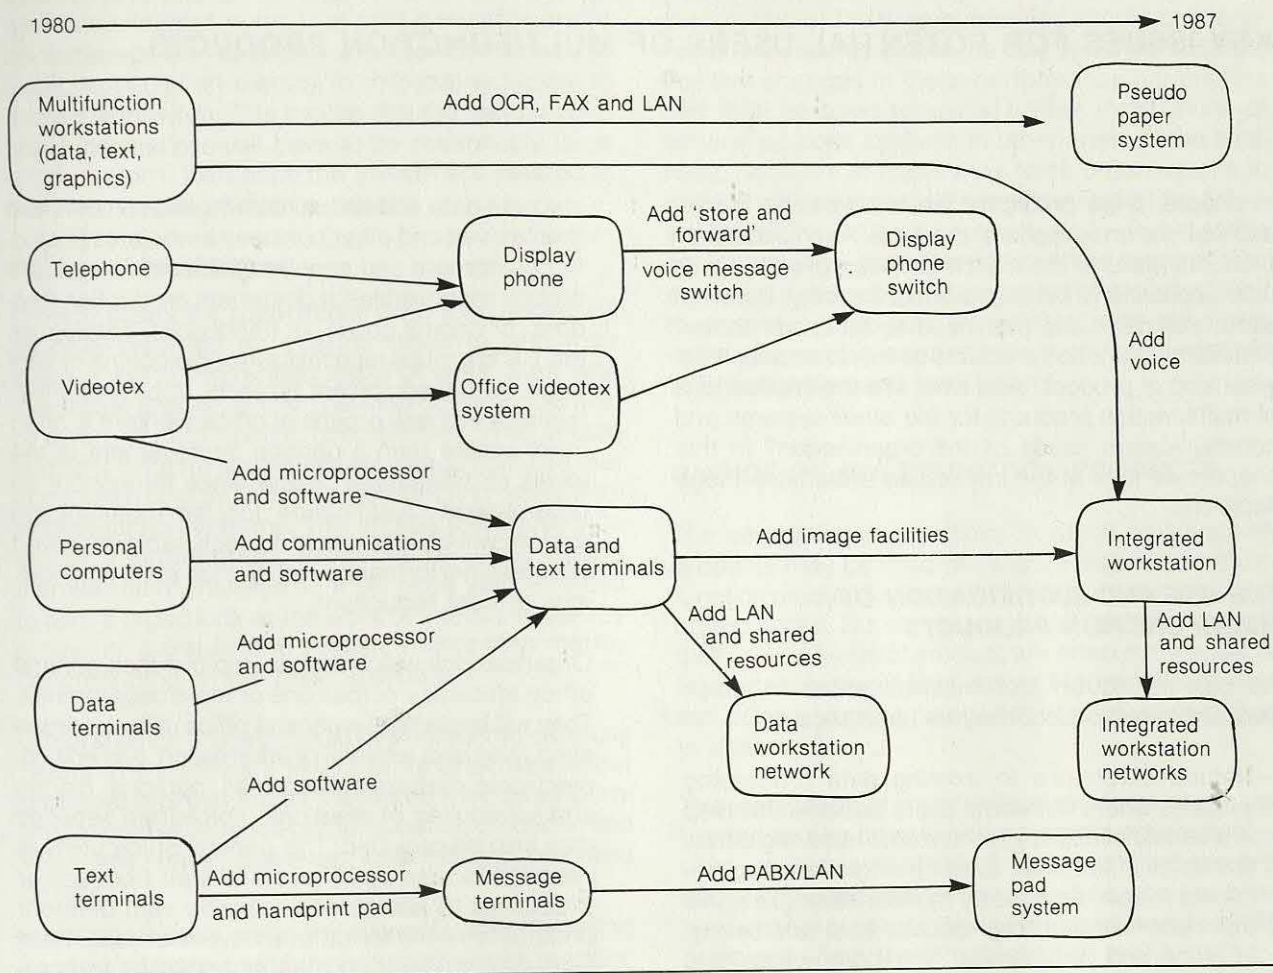 1980
1987
Multifunction
workstations
(data, text,
graphics)
Add OCR, FAX and LAN
Pseudo
paper
system
Telephone
Display
phone
Add 'store and
forward'
voice message
switch
Display
phone
switch
Add
voice
Videotex
Office videotex
system
Add microprocessor
and software
Personal
computers
Add communications
and software
Data and
text terminals
Add image facilities
Integrated
workstation
Add microprocessor
and software
Add LAN
and shared
resources
Add LAN
and shared
resources
Data
terminals
Data
workstation
network
Integrated
workstation
networks
Add software
Text
terminals
Add microprocessor
and handprint pad
Message
terminals
Add PABX/LAN
Message
pad
system